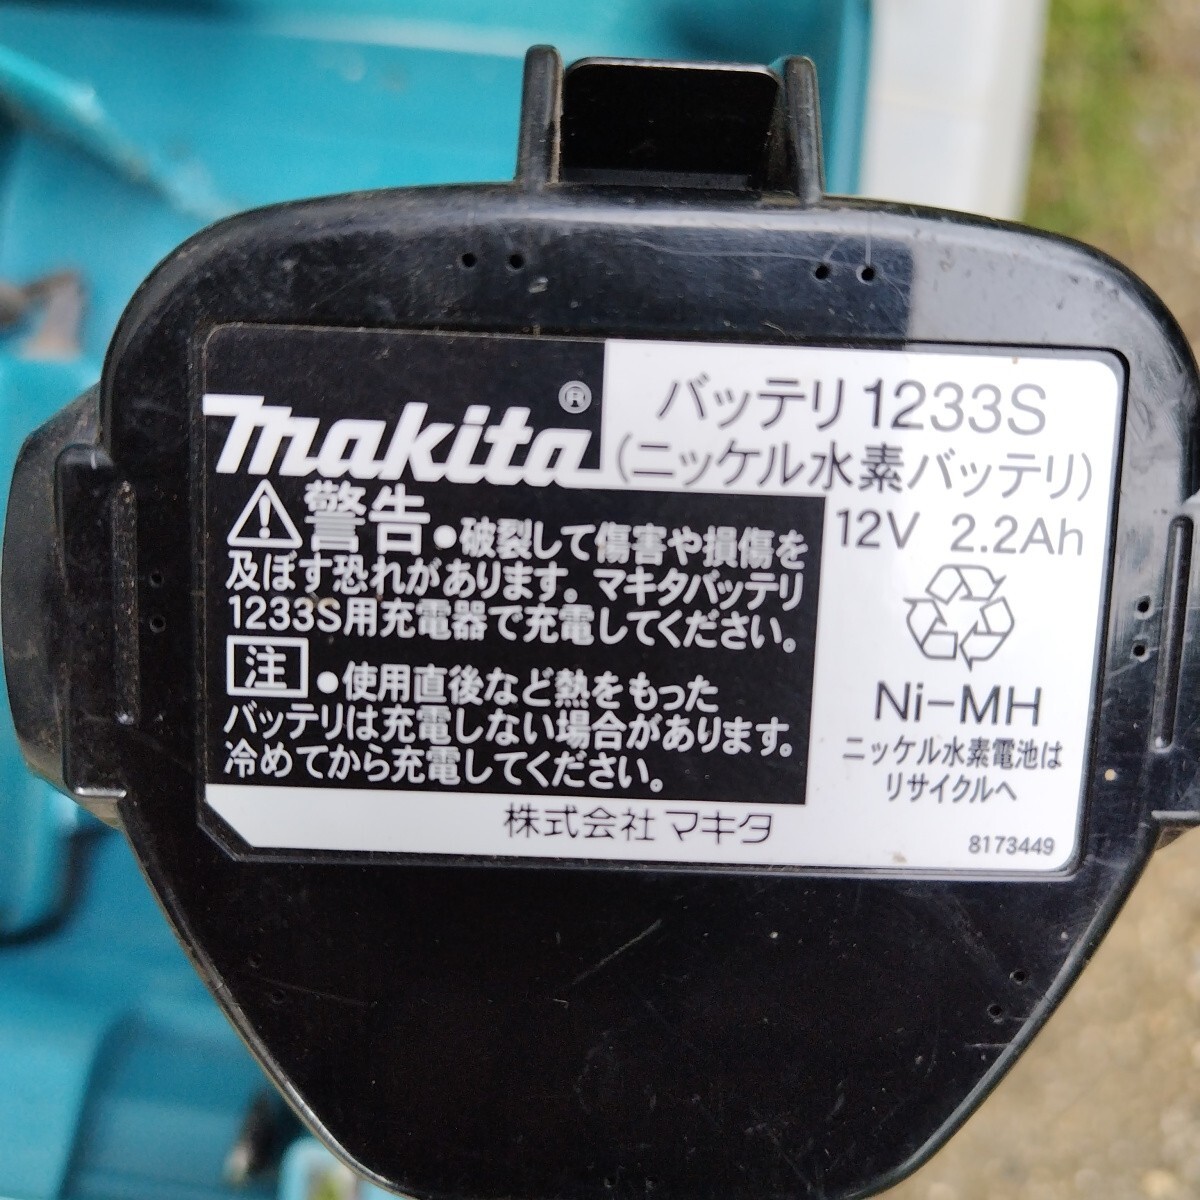 makita®
バッテリ1233S
(ニッケル水素バッテリ)
12V 2.2Ah
警告 ●破裂して傷害や損傷を
及ぼす恐れがあります。マキタバッテリ
1233S用充電器で充電してください。
注 ●使用直後など熱をもった
バッテリは充電しない場合があります。
冷めてから充電してください。
Ni-MH
ニッケル水素電池は
リサイクルへ
株式会社マキタ
8173449